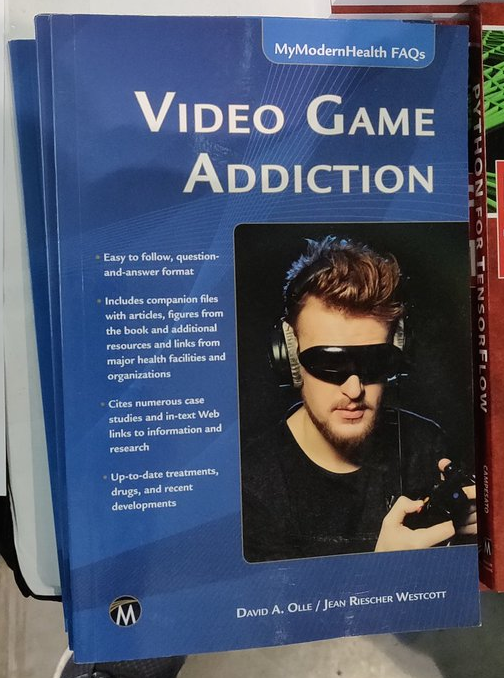 MyModernHealth FAQs
VIDEO GAME
ADDICTION
• Easy to follow, question-
and-answer format
• Includes companion files
with articles, figures from
the book and additional
resources and links from
major health facilities and
organizations
• Cites numerous case
studies and in-text Web
links to information and
research
• Up-to-date treatments,
drugs, and recent
developments
M
DAVID A. OLLE / JEAN RIESCHER WESTCOTT
PYTHON FOR TENSORFLOW
CAMPESATO